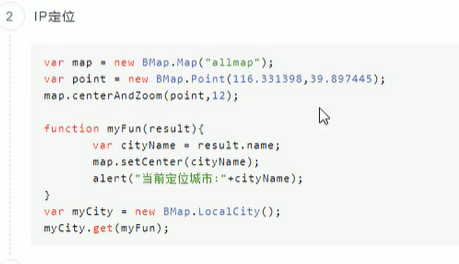 2 IP定位
var map = new BMap.Map("allmap");
var point = new BMap.Point(116.331398,39.897445);
map.centerAndZoom(point,12);
function myFun(result){
var cityName = result.name;
map.setCenter(cityName);
alert("当前定位城市:"+cityName);
}
var myCity = new BMap.LocalCity();
myCity.get(myFun);